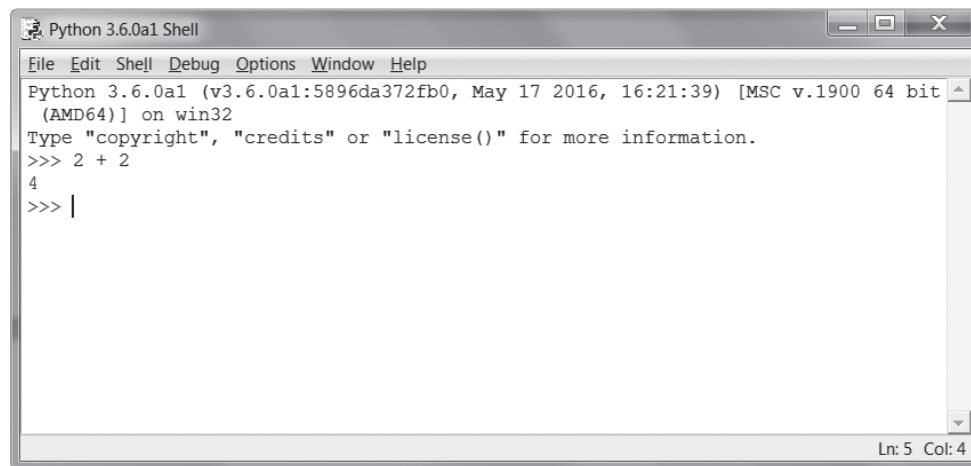 Python 3.6.0a1 Shell
File Edit Shell Debug Options Window Help
Python 3.6.0a1 (v3.6.0a1:5896da372fb0, May 17 2016, 16:21:39) [MSC v.1900 64 bit
(AMD64)] on win32
Type "copyright", "credits" or "license()" for more information.
>>> 2 + 2
4
>>>
Ln: 5 Col: 4